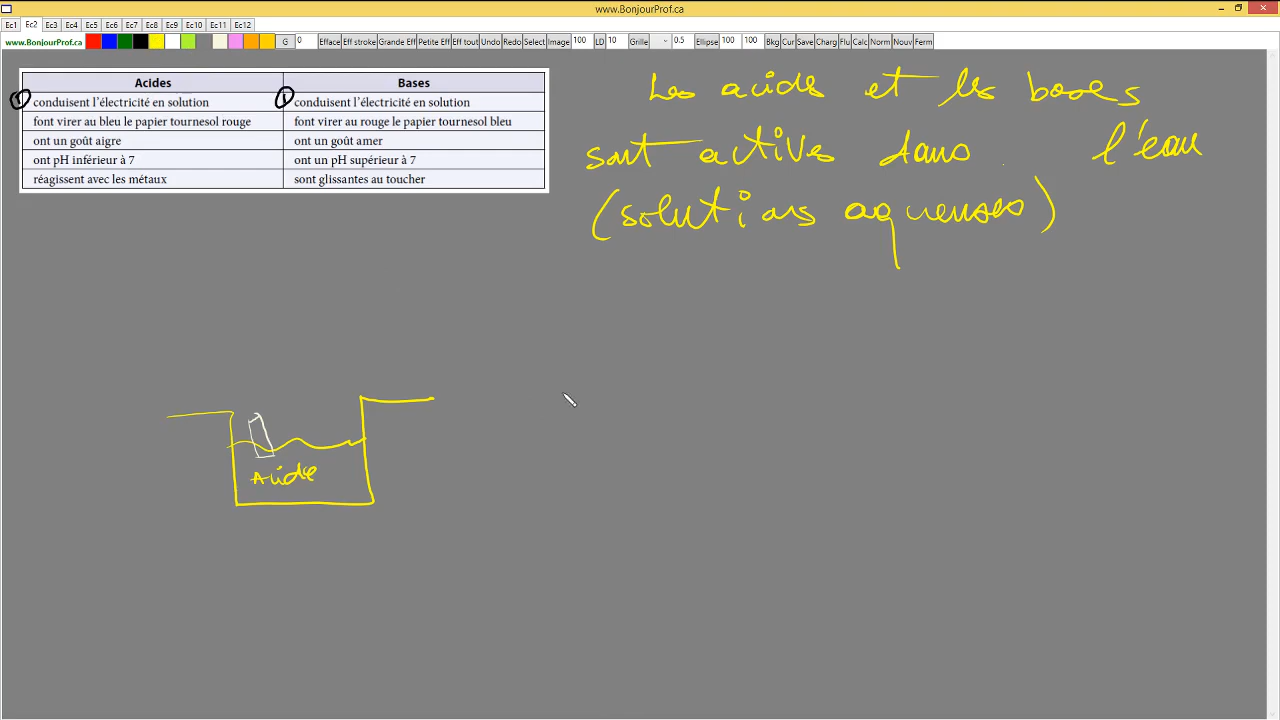 www.BonjourProf.ca
Ec1 Ec2 Ec3 Ec4 Ec5 Ec6 Ec7 Ec8 Ec9 Ec10 Ec11 Ec12
www.BonjourProf.ca G 0 Efface Eff stroke Grande Eff Petite Eff Eff tout Undo Redo Select Image 100 LD 10 Grille 0.5 Ellipse 100 100 Bkg Cur Save Charg Flu Calc Norm Nouv Ferm
Acides Bases
1 conduisent l'électricité en solution 1 conduisent l'électricité en solution
font virer au bleu le papier tournesol rouge font virer au rouge le papier tournesol bleu
ont un goût aigre ont un goût amer
ont pH inférieur à 7 ont un pH supérieur à 7
réagissent avec les métaux sont glissantes au toucher
Les acids et les bases
sont actives dans l'eau
(solutions aqueuses)
Acide